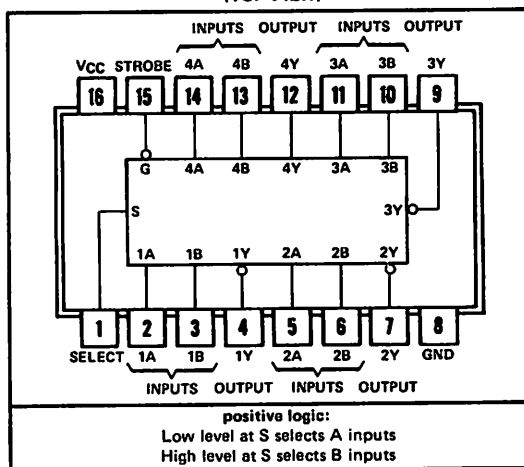 INPUTS OUTPUT INPUTS OUTPUT
VCC STROBE 4A 4B 4Y 3A 3B 3Y
16 15 14 13 12 11 10 9
G 4A 4B 4Y 3A 3B
S 3Y
1A 1B 1Y 2A 2B 2Y
1 2 3 4 5 6 7 8
SELECT 1A 1B 1Y 2A 2B 2Y GND
INPUTS OUTPUT INPUTS OUTPUT
positive logic:
Low level at S selects A inputs
High level at S selects B inputs